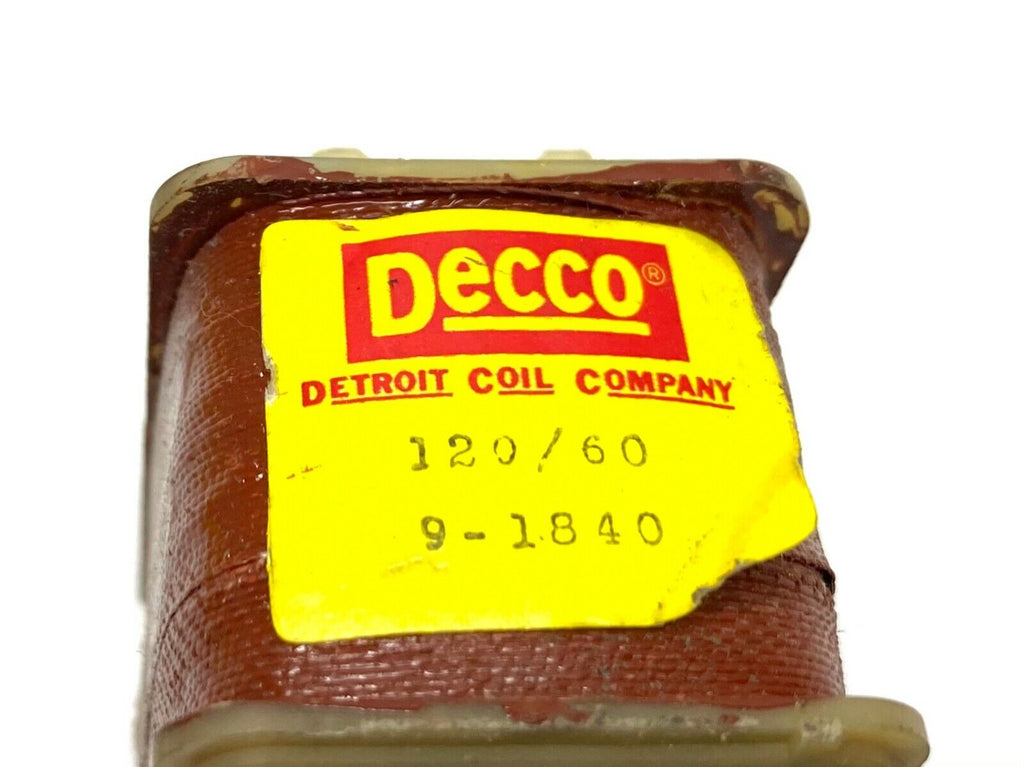 Decco®
DETROIT COIL COMPANY
120/60
9-1840